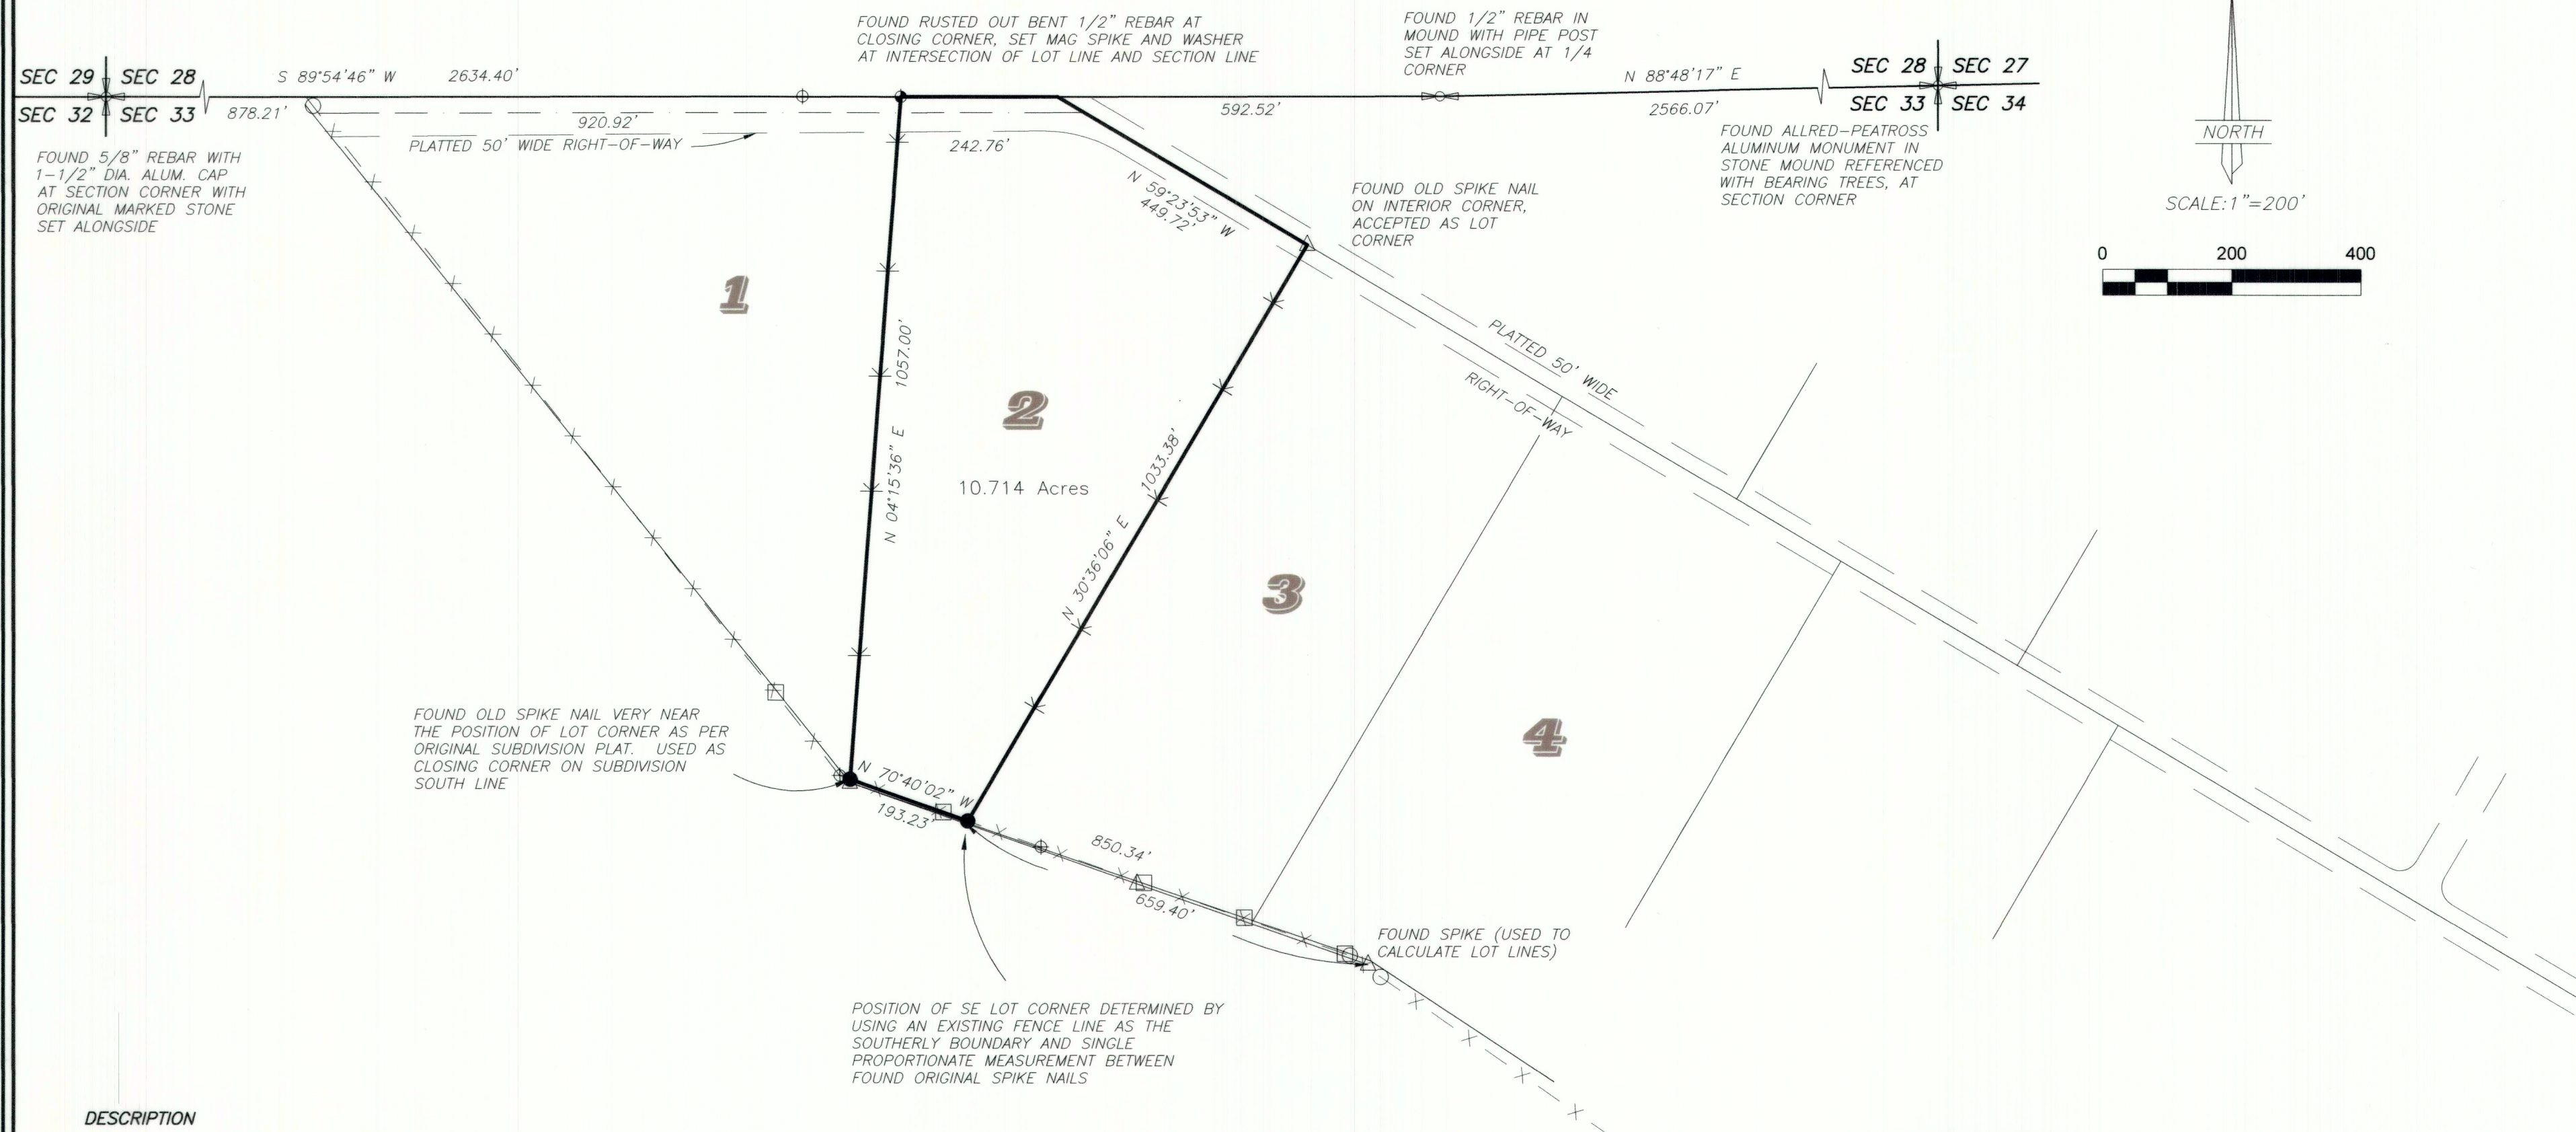 FOUND RUSTED OUT BENT 1/2" REBAR AT
CLOSING CORNER, SET MAG SPIKE AND WASHER
AT INTERSECTION OF LOT LINE AND SECTION LINE
FOUND 1/2" REBAR IN
MOUND WITH PIPE POST
SET ALONGSIDE AT 1/4
CORNER
SEC 29
SEC 28
SEC 32
SEC 33
S 89°54'46" W
2634.40'
878.21'
920.92'
PLATTED 50' WIDE RIGHT-OF-WAY
242.76'
592.52'
N 88°48'17" E
2566.07'
SEC 28
SEC 27
SEC 33
SEC 34
FOUND 5/8" REBAR WITH
1-1/2" DIA. ALUM. CAP
AT SECTION CORNER WITH
ORIGINAL MARKED STONE
SET ALONGSIDE
FOUND ALLRED-PEATROSS
ALUMINUM MONUMENT IN
STONE MOUND REFERENCED
WITH BEARING TREES, AT
SECTION CORNER
NORTH
SCALE: 1"=200'
0 200 400
N 59°23'53" W
449.72'
FOUND OLD SPIKE NAIL
ON INTERIOR CORNER,
ACCEPTED AS LOT
CORNER
1
2
10.714 Acres
3
4
N 04°15'36" E 1057.00'
N 30°36'06" E 1033.38'
PLATTED 50' WIDE
RIGHT-OF-WAY
FOUND OLD SPIKE NAIL VERY NEAR
THE POSITION OF LOT CORNER AS PER
ORIGINAL SUBDIVISION PLAT. USED AS
CLOSING CORNER ON SUBDIVISION
SOUTH LINE
N 70°40'02" W
193.23'
850.34'
659.40'
FOUND SPIKE (USED TO
CALCULATE LOT LINES)
POSITION OF SE LOT CORNER DETERMINED BY
USING AN EXISTING FENCE LINE AS THE
SOUTHERLY BOUNDARY AND SINGLE
PROPORTIONATE MEASUREMENT BETWEEN
FOUND ORIGINAL SPIKE NAILS
DESCRIPTION